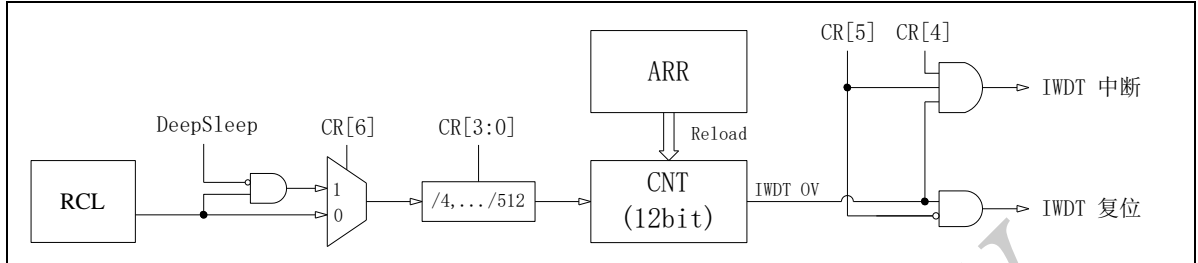 CR[5] CR[4]
ARR
IWDT 中断
DeepSleep CR[6] CR[3:0]
Reload
RCL
1
0
/4,.../512
CNT
(12bit)
IWDT OV
IWDT 复位